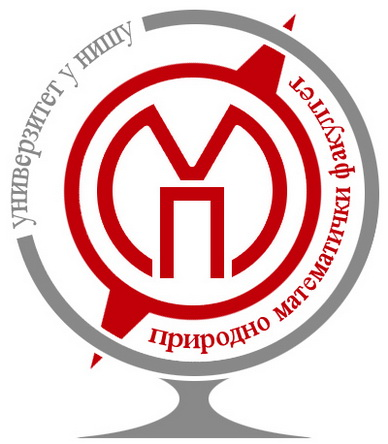 универзитет у нишу
природно математички факултет